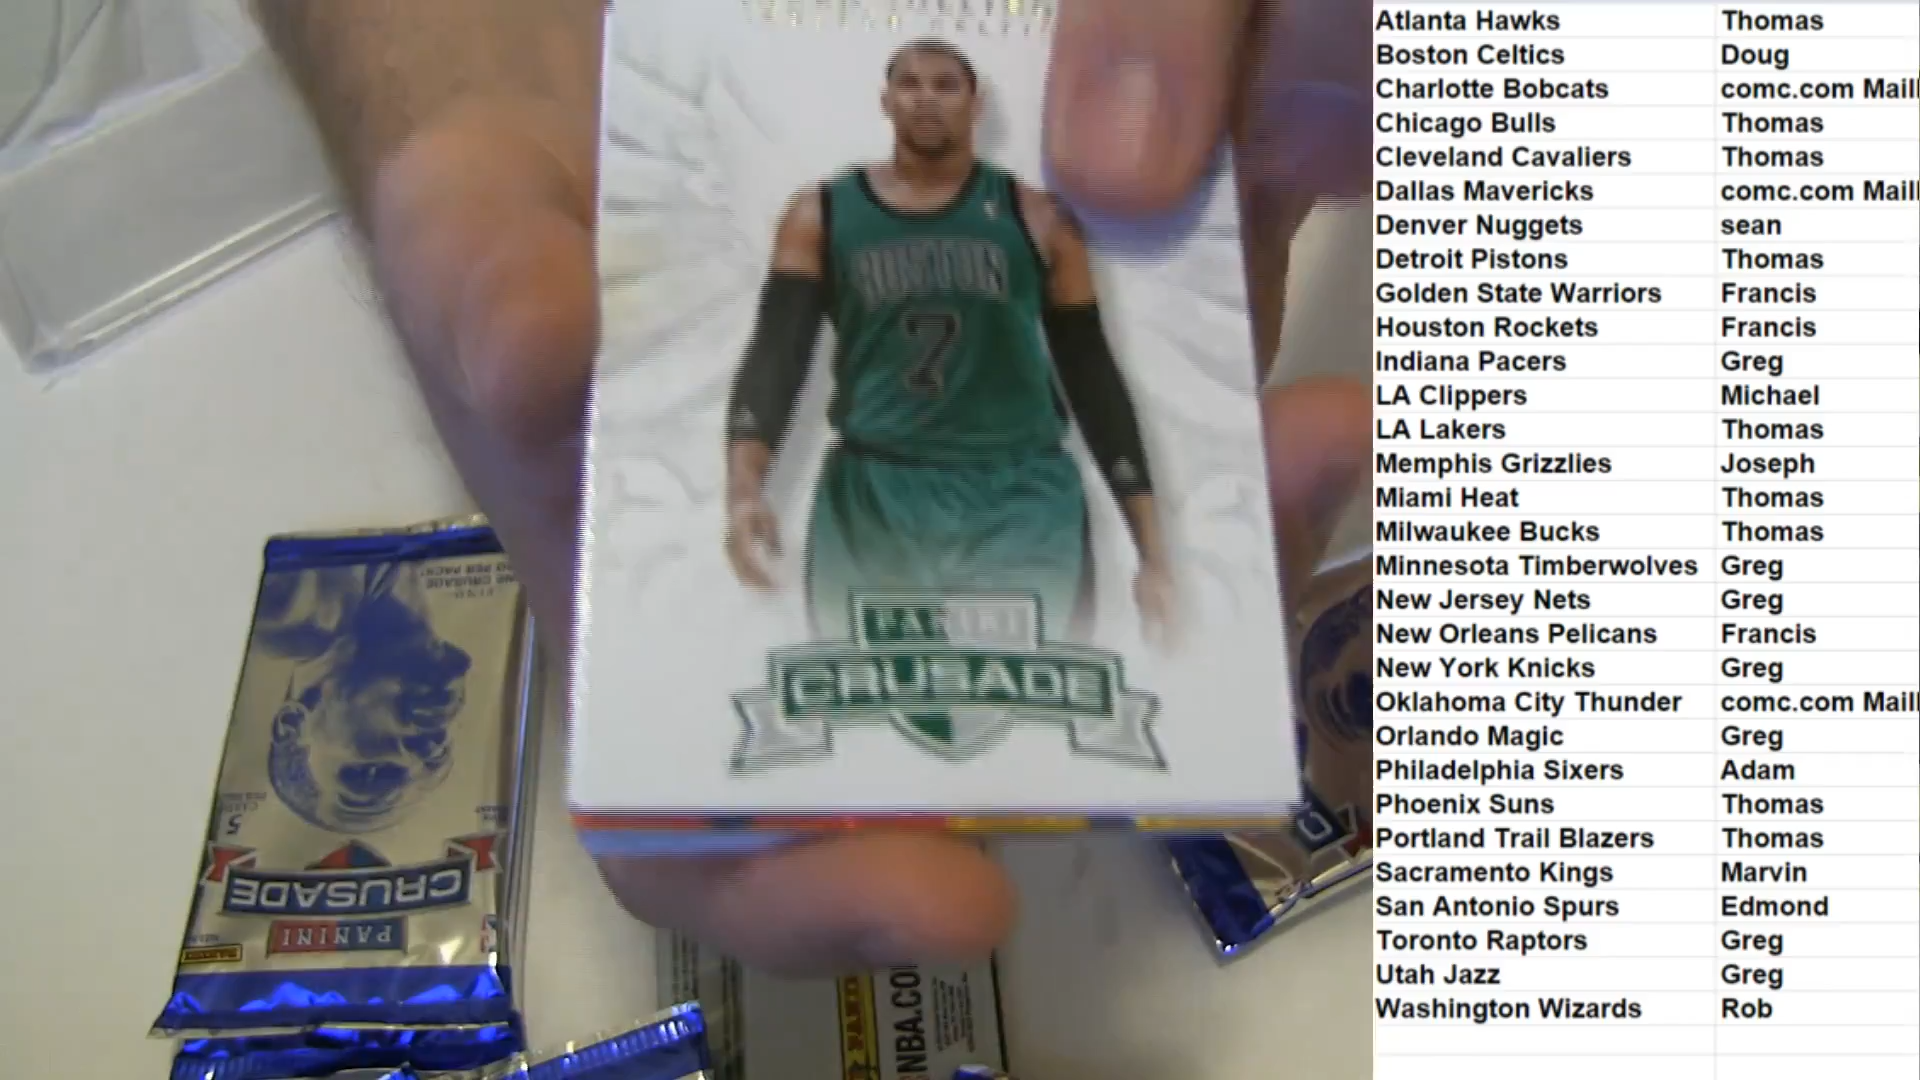 BOSTON
7
PANINI
CRUSADE
5
CRUSADE
PANINI
NBA.CO
Atlanta Hawks Thomas
Boston Celtics Doug
Charlotte Bobcats comc.com Mail
Chicago Bulls Thomas
Cleveland Cavaliers Thomas
Dallas Mavericks comc.com Mail
Denver Nuggets sean
Detroit Pistons Thomas
Golden State Warriors Francis
Houston Rockets Francis
Indiana Pacers Greg
LA Clippers Michael
LA Lakers Thomas
Memphis Grizzlies Joseph
Miami Heat Thomas
Milwaukee Bucks Thomas
Minnesota Timberwolves Greg
New Jersey Nets Greg
New Orleans Pelicans Francis
New York Knicks Greg
Oklahoma City Thunder comc.com Mail
Orlando Magic Greg
Philadelphia Sixers Adam
Phoenix Suns Thomas
Portland Trail Blazers Thomas
Sacramento Kings Marvin
San Antonio Spurs Edmond
Toronto Raptors Greg
Utah Jazz Greg
Washington Wizards Rob